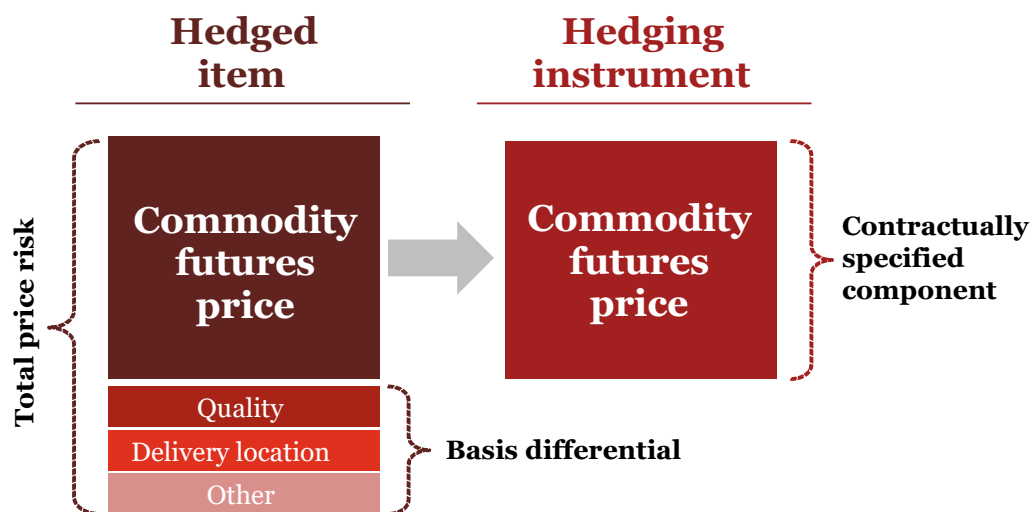 Hedged
item
Hedging
instrument
Total price risk
Commodity
futures
price
Commodity
futures
price
Contractually
specified
component
Quality
Delivery location
Other
Basis differential